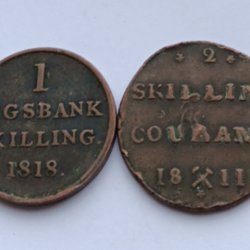 1
GSBANK
KILLING.
1818.
2
SKILLIN
COURAN
18 11